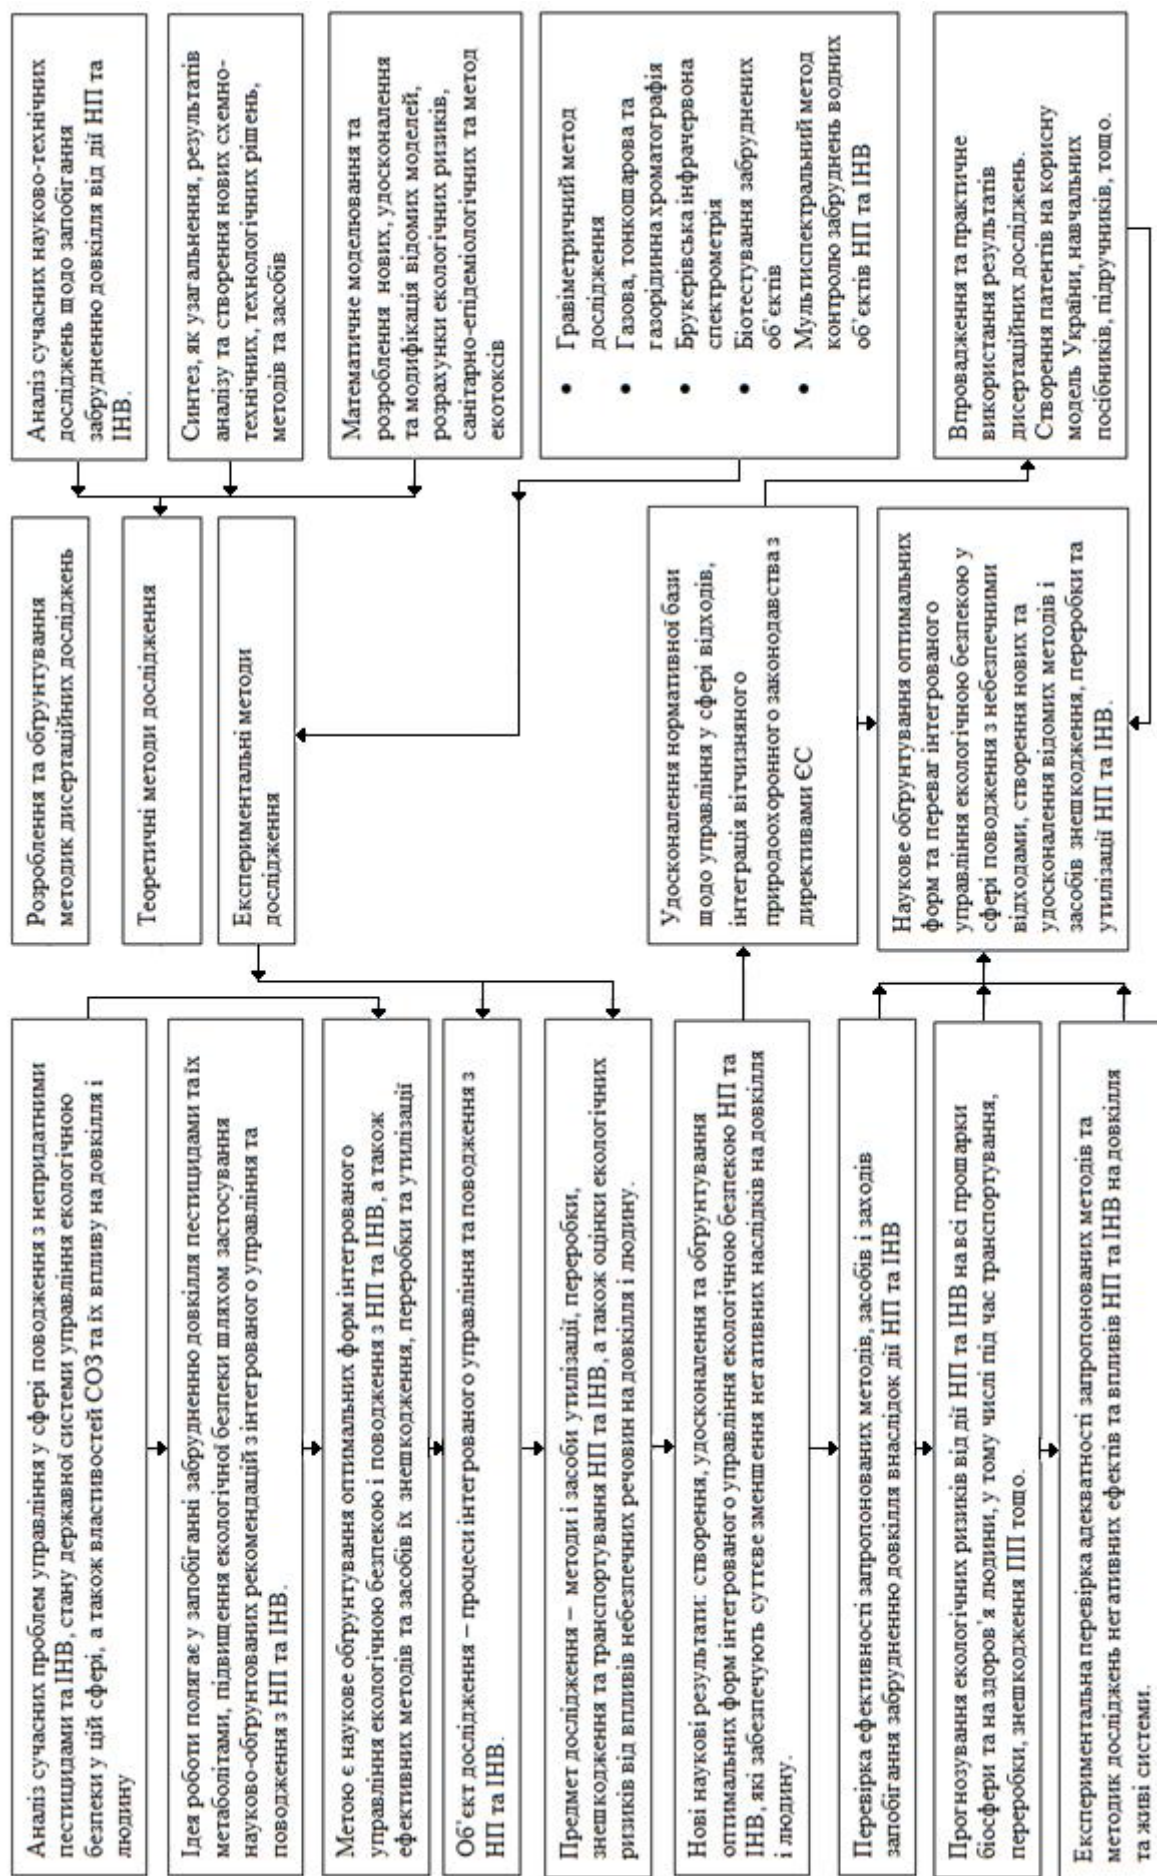 Аналіз сучасних проблем управління у сфері поводження з непридатними
пестицидами та ІНВ, стану державної системи управління екологічною
безпеки у цій сфері, а також властивостей СОЗ та їх впливу на довкілля і
людину.
Ідея роботи полягає у запобіганні забрудненню довкілля пестицидами та їх
метаболітами, підвищення екологічної безпеки шляхом застосування
науково-обґрунтованих рекомендацій з інтегрованого управління та
поводження з НП та ІНВ.
Метою є наукове обґрунтування оптимальних форм інтегрованого
управління екологічною безпекою і поводження з НП та ІНВ, а також
ефективних методів та засобів їх знешкодження, переробки та утилізації
Об'єкт дослідження – процеси інтегрованого управління та поводження з
НП та ІНВ.
Предмет дослідження – методи і засоби утилізації, переробки,
знешкодження та транспортування НП та ІНВ, а також оцінки екологічних
ризиків від впливів небезпечних речовин на довкілля і людину.
Нові наукові результати: створення, удосконалення та обґрунтування
оптимальних форм інтегрованого управління екологічною безпекою НП та
ІНВ, які забезпечують суттєве зменшення негативних наслідків на довкілля
і людину.
Перевірка ефективності запропонованих методів, засобів і заходів
запобігання забрудненню довкілля внаслідок дії НП та ІНВ
Прогнозування екологічних ризиків від дії НП та ІНВ на всі прошарки
біосфери та на здоров'я людини, у тому числі під час транспортування,
переробки, знешкодження ПП тощо.
Експериментальна перевірка адекватності запропонованих методів та
методик досліджень негативних ефектів та впливів НП та ІНВ на довкілля
та живі системи.
Розроблення та обґрунтування
методик дисертаційних досліджень
Теоретичні методи дослідження
Експериментальні методи
дослідження
Удосконалення нормативної бази
щодо управління у сфері відходів,
інтеграція вітчизняного
природоохоронного законодавства з
директивами ЄС
Наукове обґрунтування оптимальних
форм та переваг інтегрованого
управління екологічною безпекою у
сфері поводження з небезпечними
відходами, створення нових та
удосконалення відомих методів і
засобів знешкодження, переробки та
утилізації НП та ІНВ.
Аналіз сучасних науково-технічних
досліджень щодо запобігання
забрудненню довкілля від дії НП та
ІНВ.
Синтез, як узагальнення, результатів
аналізу та створення нових схемно-
технічних, технологічних рішень,
методів та засобів
Математичне моделювання та
розроблення нових, удосконалення
та модифікація відомих моделей,
розрахунки екологічних ризиків,
санітарно-епідеміологічних та метод
екотоксів
• Гравіметричний метод
дослідження
• Газова, тонкошарова та
газорідинна хроматографія
• Брукерівська інфрачервона
спектрометрія
• Біотестування забруднених
об'єктів
• Мультиспектральний метод
контролю забруднень водних
об'єктів НП та ІНВ
Впровадження та практичне
використання результатів
дисертаційних досліджень.
Створення патентів на корисну
модель України, навчальних
посібників, підручників, тощо.